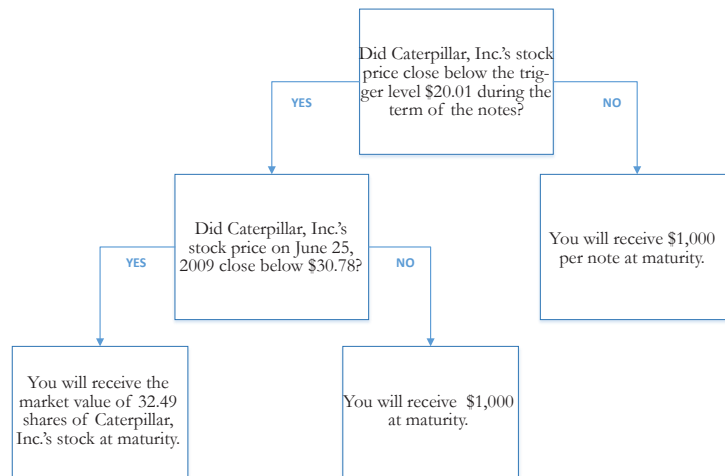 Did Caterpillar, Inc.'s stock
price close below the trig-
ger level $20.01 during the
term of the notes?
YES
NO
Did Caterpillar, Inc.'s
stock price on June 25,
2009 close below $30.78?
You will receive $1,000
per note at maturity.
YES
NO
You will receive the
market value of 32.49
shares of Caterpillar,
Inc.'s stock at maturity.
You will receive $1,000
at maturity.